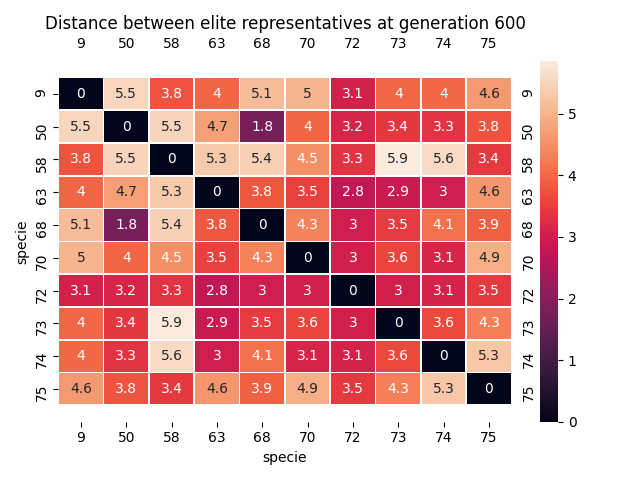 Distance between elite representatives at generation 600
9 50 58 63 68 70 72 73 74 75
9 0 5.5 3.8 4 5.1 5 3.1 4 4 4.6 9
50 5.5 0 5.5 4.7 1.8 4 3.2 3.4 3.3 3.8 50
58 3.8 5.5 0 5.3 5.4 4.5 3.3 5.9 5.6 3.4 58
63 4 4.7 5.3 0 3.8 3.5 2.8 2.9 3 4.6 63
68 5.1 1.8 5.4 3.8 0 4.3 3 3.5 4.1 3.9 68
70 5 4 4.5 3.5 4.3 0 3 3.6 3.1 4.9 70
72 3.1 3.2 3.3 2.8 3 3 0 3 3.1 3.5 72
73 4 3.4 5.9 2.9 3.5 3.6 3 0 3.6 4.3 73
74 4 3.3 5.6 3 4.1 3.1 3.1 3.6 0 5.3 74
75 4.6 3.8 3.4 4.6 3.9 4.9 3.5 4.3 5.3 0 75
9 50 58 63 68 70 72 73 74 75
specie
specie
5
4
3
2
1
0